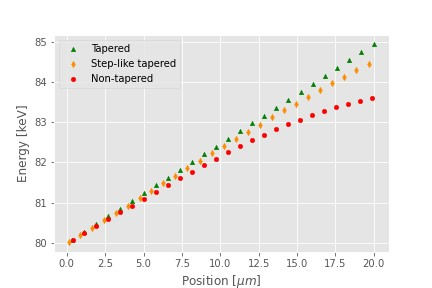 85
84
83
82
81
80
Energy [keV]
Tapered
Step-like tapered
Non-tapered
0.0 2.5 5.0 7.5 10.0 12.5 15.0 17.5 20.0
Position [μm]